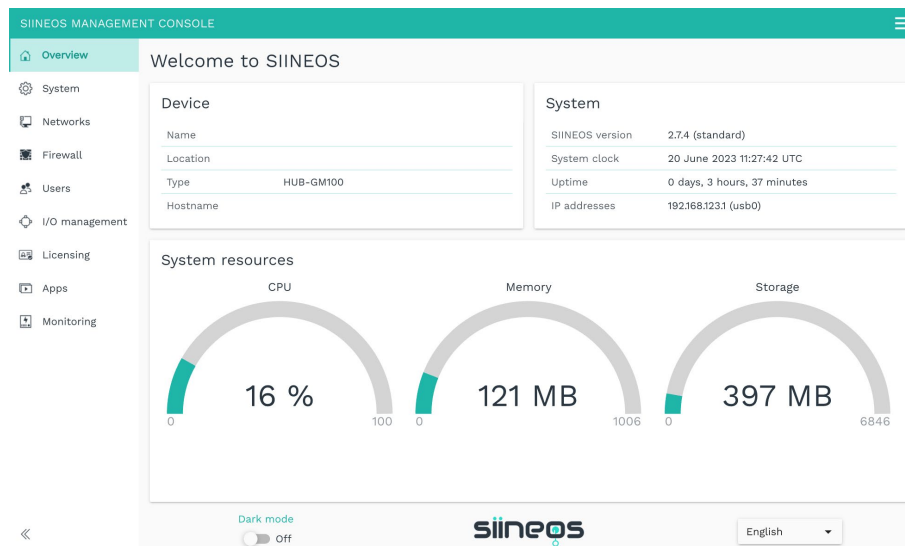 SIINEOS MANAGEMENT CONSOLE
Overview
System
Networks
Firewall
Users
I/O management
Licensing
Apps
Monitoring
Welcome to SIINEOS
Device
Name
Location
Type HUB-GM100
Hostname
System
SIINEOS version 2.7.4 (standard)
System clock 20 June 2023 11:27:42 UTC
Uptime 0 days, 3 hours, 37 minutes
IP addresses 192.168.123.1 (usb0)
System resources
CPU
16 %
0 100
Memory
121 MB
0 1006
Storage
397 MB
0 6846
Dark mode
Off
siineos
English